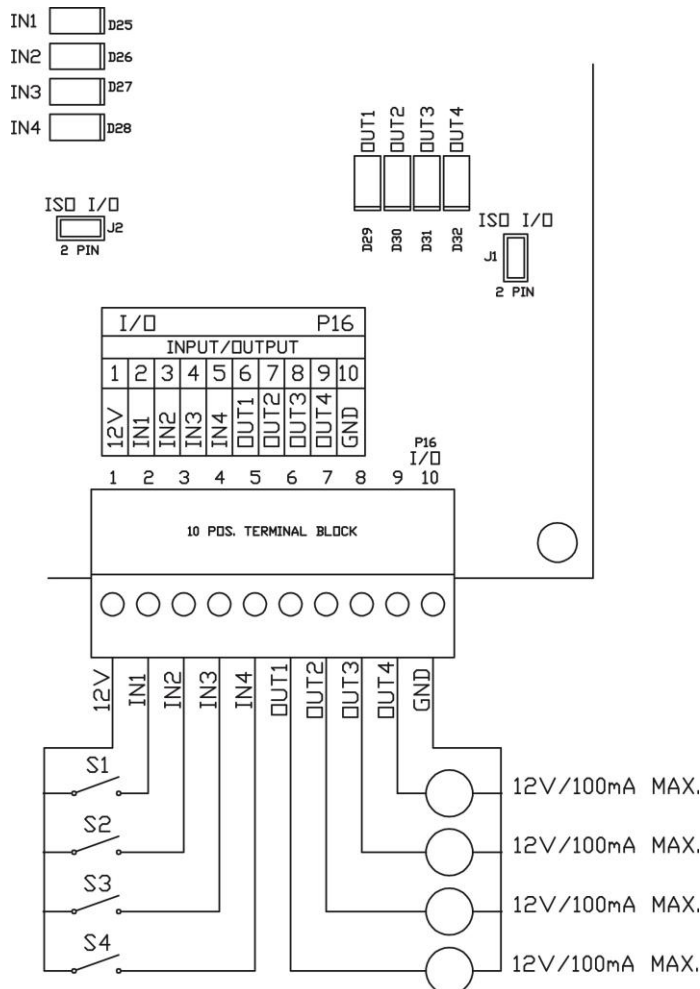 IN1 D25
IN2 D26
IN3 D27
IN4 D28
OUT1 OUT2 OUT3 OUT4
D29 D30 D31 D32
ISO I/O
J2
2 PIN
ISO I/O
J1
2 PIN
I/O P16
INPUT/OUTPUT
1 2 3 4 5 6 7 8 9 10
12V IN1 IN2 IN3 IN4 OUT1 OUT2 OUT3 OUT4 GND
P16
I/O
1 2 3 4 5 6 7 8 9 10
10 POS. TERMINAL BLOCK
12V IN1 IN2 IN3 IN4 OUT1 OUT2 OUT3 OUT4 GND
S1 12V/100mA MAX.
S2 12V/100mA MAX.
S3 12V/100mA MAX.
S4 12V/100mA MAX.